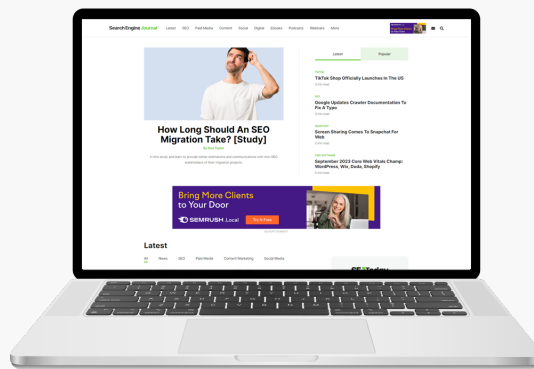 Search Engine Journal
Latest SEO Paid Media Content Social Digital Ebooks Podcasts Webinars More
How Long Should An SEO
Migration Take? [Study]
Latest Popular
TikTok Shop Officially Launches In The US
Google Updates Crawler Documentation To
Fix A Typo
Screen Sharing Comes To Snapchat For
Web
September 2023 Core Web Vitals Champ:
WordPress, Wix, Duda, Shopify
Bring More Clients
to Your Door
SEMRUSH .Local Try It Free
Latest
All News SEO Paid Media Content Marketing Social Media